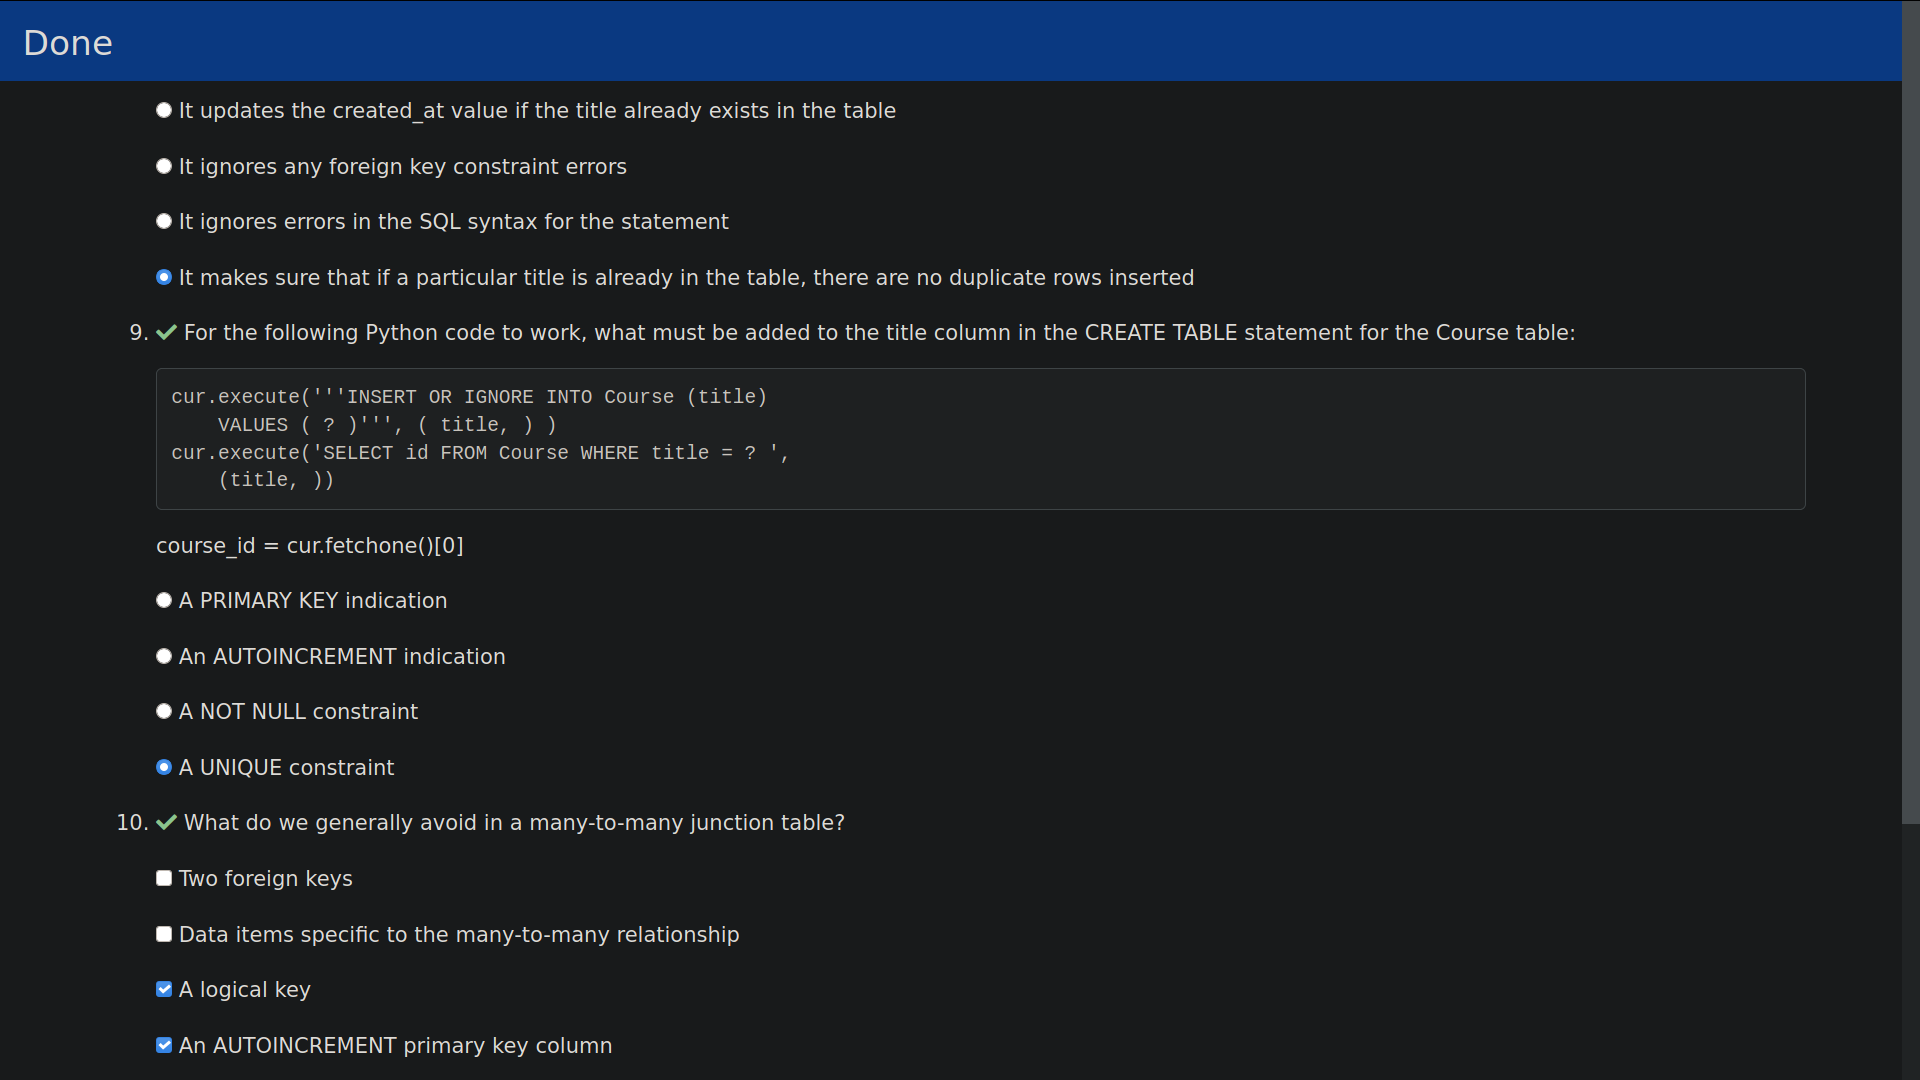 Done
It updates the created_at value if the title already exists in the table
It ignores any foreign key constraint errors
It ignores errors in the SQL syntax for the statement
It makes sure that if a particular title is already in the table, there are no duplicate rows inserted
9. For the following Python code to work, what must be added to the title column in the CREATE TABLE statement for the Course table:
cur.execute('''INSERT OR IGNORE INTO Course (title)
    VALUES ( ? )''', ( title, ) )
cur.execute('SELECT id FROM Course WHERE title = ? ',
    (title, ))
course_id = cur.fetchone()[0]
A PRIMARY KEY indication
An AUTOINCREMENT indication
A NOT NULL constraint
A UNIQUE constraint
10. What do we generally avoid in a many-to-many junction table?
Two foreign keys
Data items specific to the many-to-many relationship
A logical key
An AUTOINCREMENT primary key column